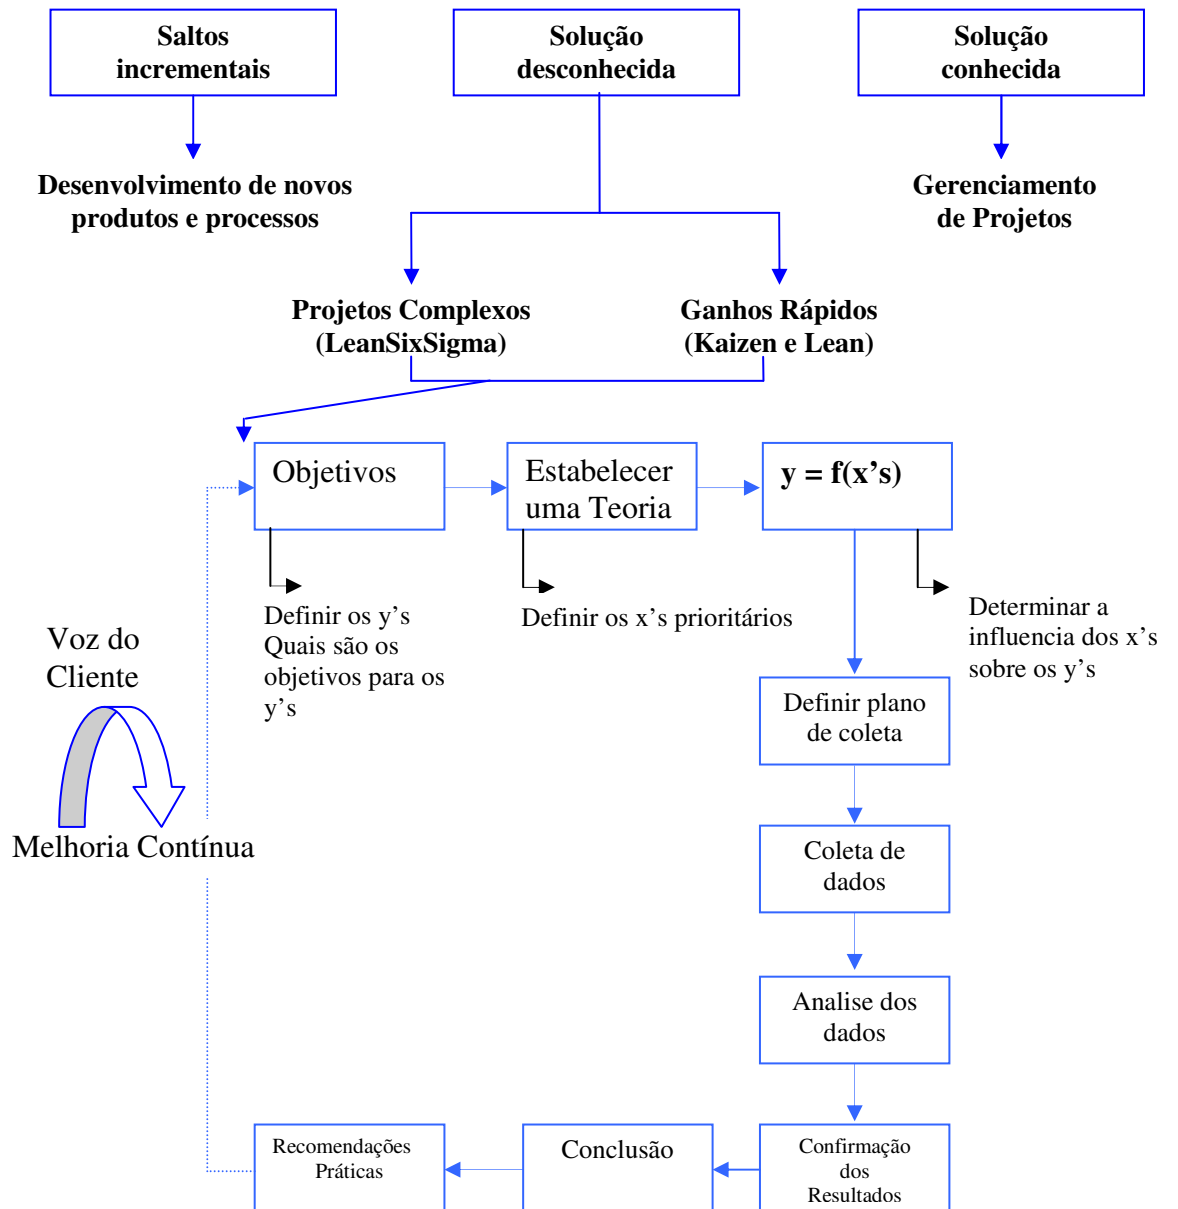 Saltos
incrementais
Solução
desconhecida
Solução
conhecida
Desenvolvimento de novos
produtos e processos
Gerenciamento
de Projetos
Projetos Complexos
(LeanSixSigma)
Ganhos Rápidos
(Kaizen e Lean)
Objetivos
Estabelecer
uma Teoria
y = f(x’s)
Definir os y’s
Quais são os
objetivos para os
y’s
Definir os x’s prioritários
Determinar a
influencia dos x’s
sobre os y’s
Voz do
Cliente
Melhoria Contínua
Definir plano
de coleta
Coleta de
dados
Analise dos
dados
Confirmação
dos
Resultados
Conclusão
Recomendações
Práticas